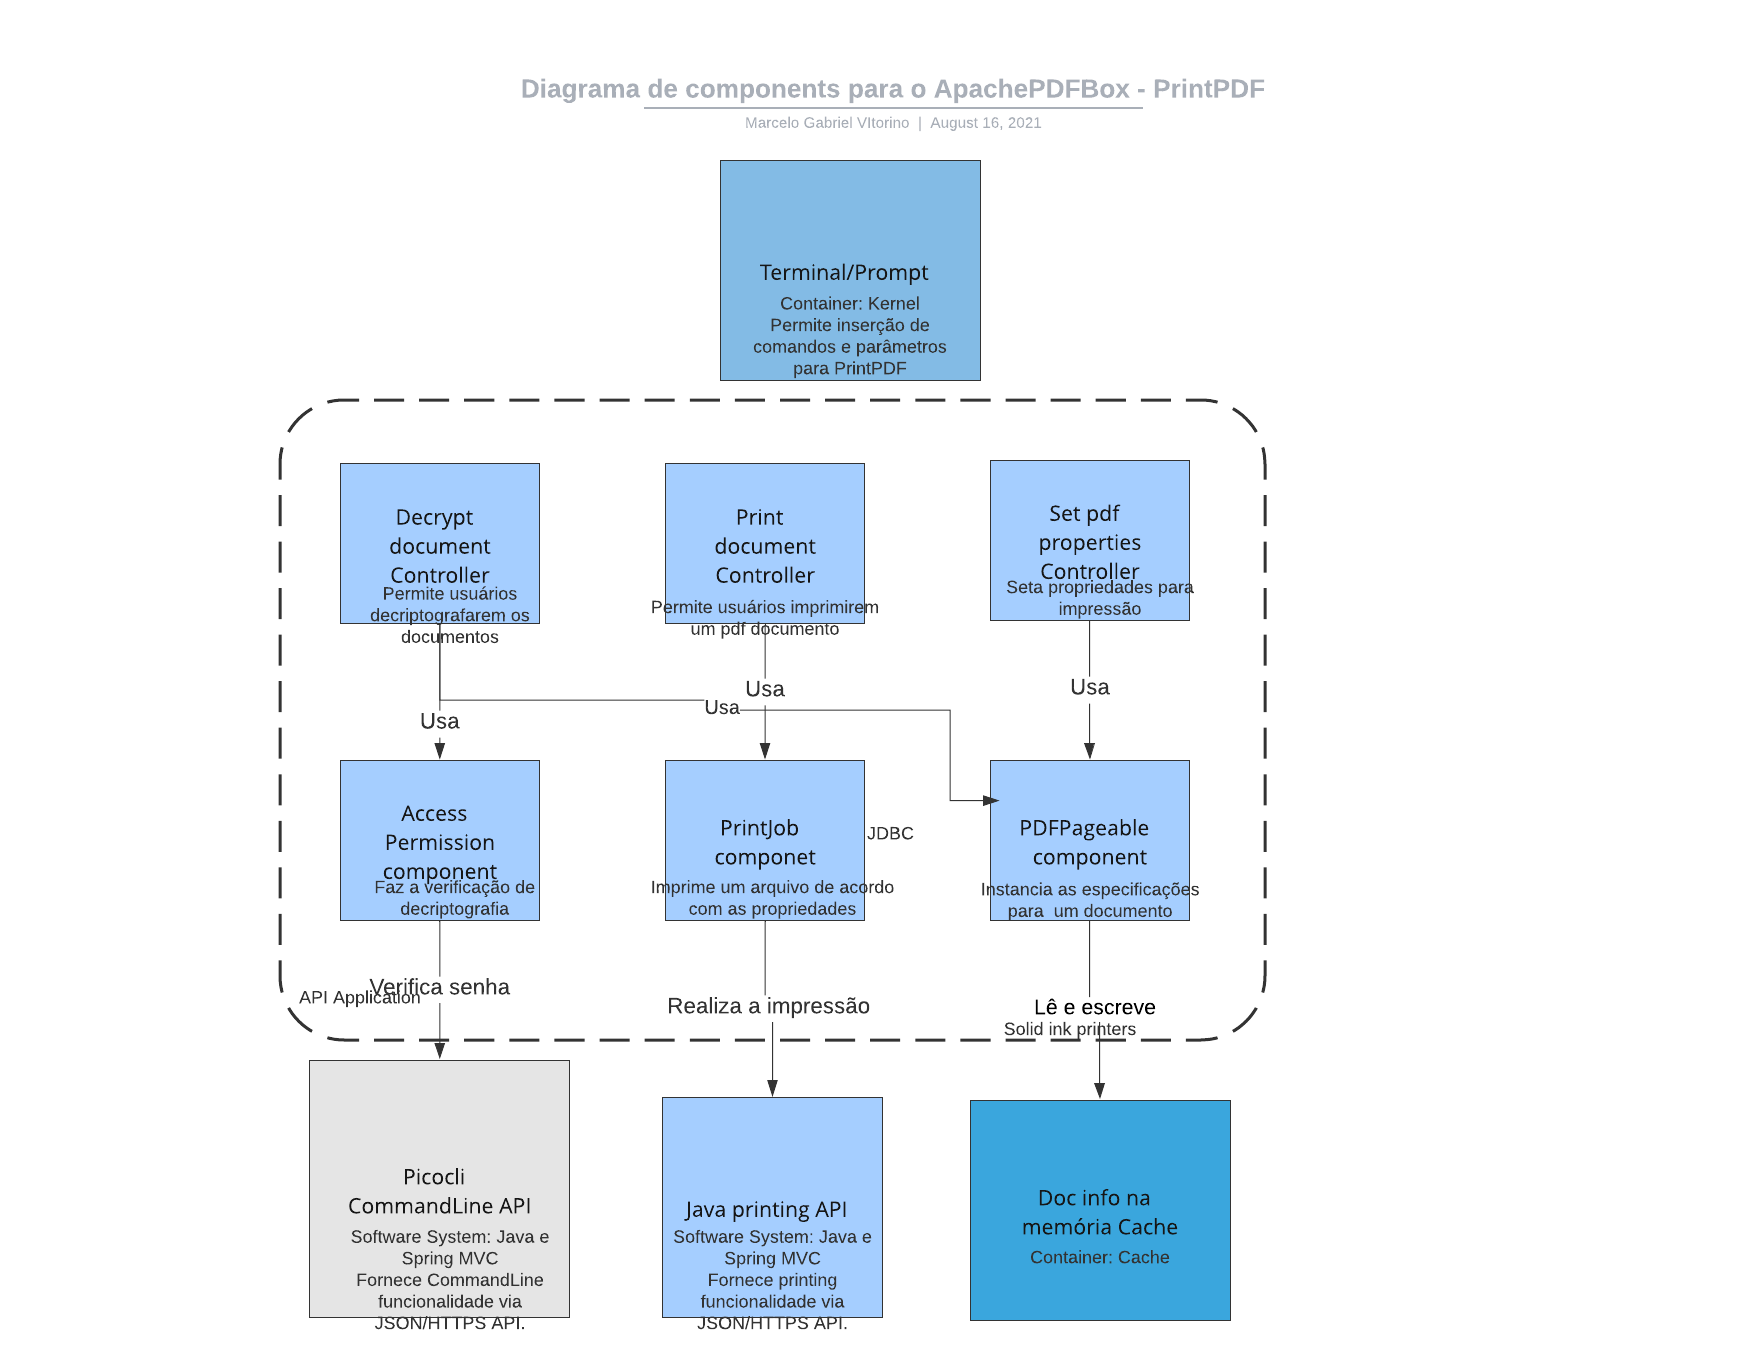 Diagrama de components para o ApachePDFBox - PrintPDF
Marcelo Gabriel VItorino | August 16, 2021
Terminal/Prompt
Container: Kernel
Permite inserção de
comandos e parâmetros
para PrintPDF
Decrypt
document
Controller
Permite usuários
decriptografarem os
documentos
Print
document
Controller
Permite usuários imprimirem
um pdf documento
Set pdf
properties
Controller
Seta propriedades para
impressão
Usa
Usa
Usa
Usa
Access
Permission
component
Faz a verificação de
decriptografia
PrintJob
componet
Imprime um arquivo de acordo
com as propriedades
JDBC
PDFPageable
component
Instancia as especificações
para um documento
Verifica senha
API Application
Realiza a impressão
Lê e escreve
Solid ink printers
Picocli
CommandLine API
Software System: Java e
Spring MVC
Fornece CommandLine
funcionalidade via
JSON/HTTPS API.
Java printing API
Software System: Java e
Spring MVC
Fornece printing
funcionalidade via
JSON/HTTPS API.
Doc info na
memória Cache
Container: Cache